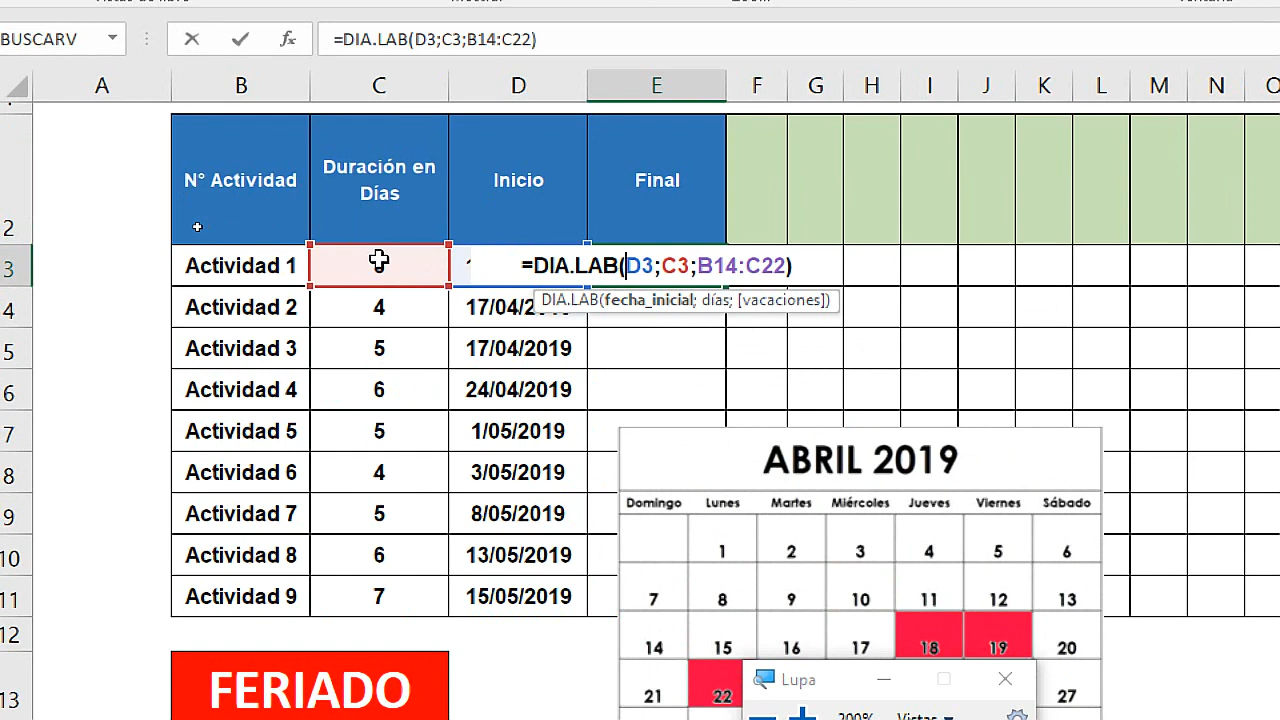 BUSCARV =DIA.LAB(D3;C3;B14:C22)
A B C D E F G H I J K L M N
2 N° Actividad Duración en Días Inicio Final
3 Actividad 1 =DIA.LAB(D3;C3;B14:C22)
DIA.LAB(fecha_inicial; días; [vacaciones])
4 Actividad 2 4
5 Actividad 3 5 17/04/2019
6 Actividad 4 6 24/04/2019
7 Actividad 5 5 1/05/2019
8 Actividad 6 4 3/05/2019
9 Actividad 7 5 8/05/2019
10 Actividad 8 6 13/05/2019
11 Actividad 9 7 15/05/2019
12
13 FERIADO
ABRIL 2019
Domingo Lunes Martes Miércoles Jueves Viernes Sábado
1 2 3 4 5 6
7 8 9 10 11 12 13
14 15 16 17 18 19 20
21 22 27
Lupa
200% Vistas